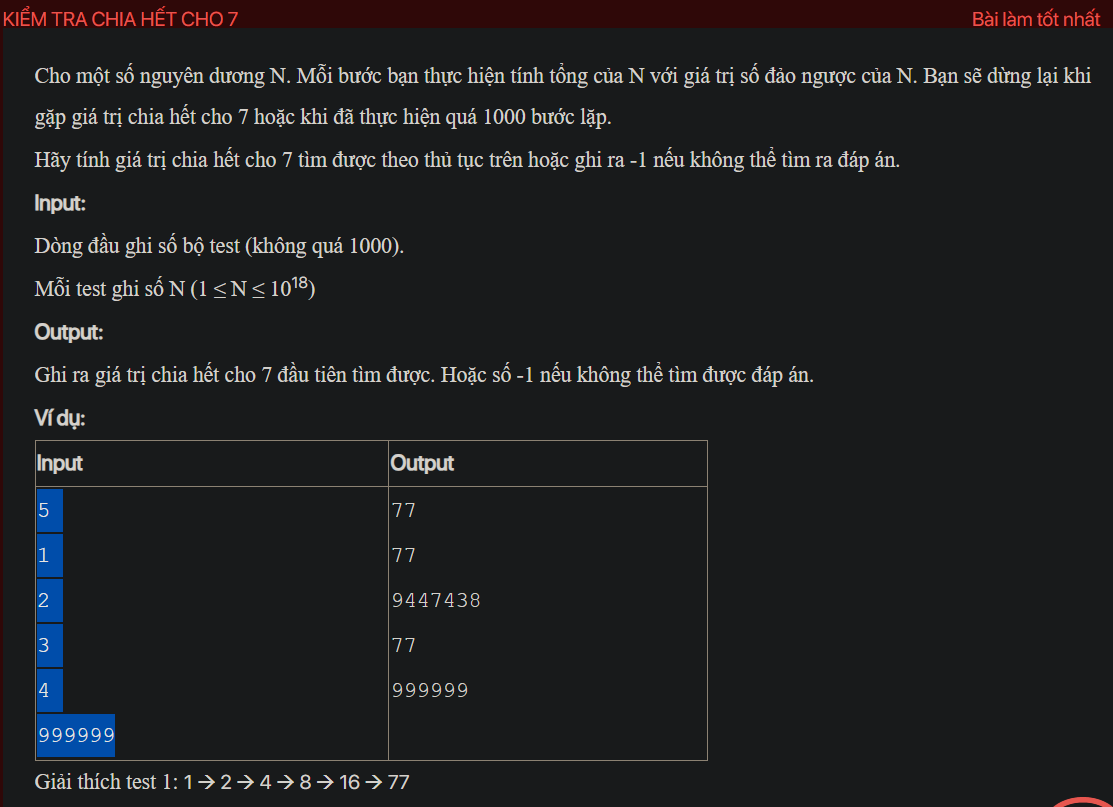 KIỂM TRA CHIA HẾT CHO 7 Bài làm tốt nhất
Cho một số nguyên dương N. Mỗi bước bạn thực hiện tính tổng của N với giá trị số đảo ngược của N. Bạn sẽ dừng lại khi
gặp giá trị chia hết cho 7 hoặc khi đã thực hiện quá 1000 bước lặp.
Hãy tính giá trị chia hết cho 7 tìm được theo thủ tục trên hoặc ghi ra -1 nếu không thể tìm ra đáp án.
Input:
Dòng đầu ghi số bộ test (không quá 1000).
Mỗi test ghi số N (1 ≤ N ≤ 10¹⁸)
Output:
Ghi ra giá trị chia hết cho 7 đầu tiên tìm được. Hoặc số -1 nếu không thể tìm được đáp án.
Ví dụ:
Input Output
5 77
1 77
2 9447438
3 77
4 999999
999999
Giải thích test 1: 1 → 2 → 4 → 8 → 16 → 77